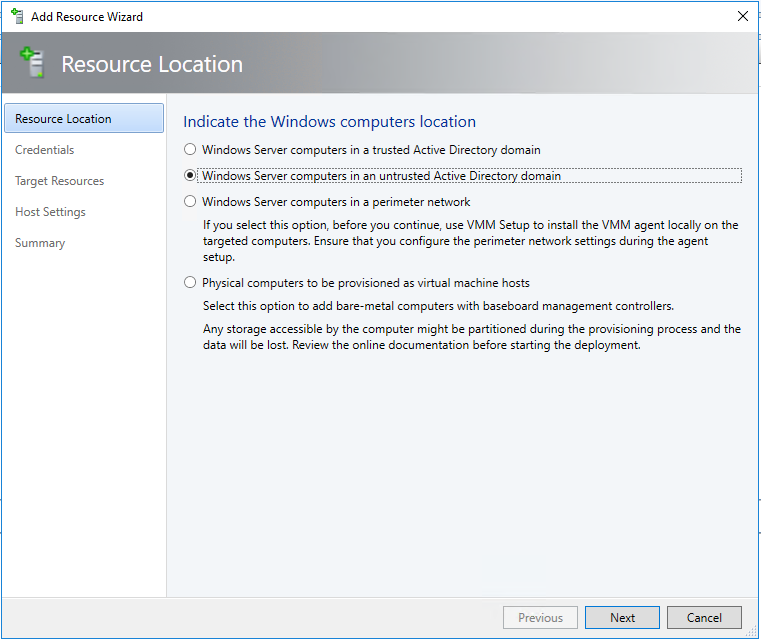 Add Resource Wizard
Resource Location
Resource Location
Credentials
Target Resources
Host Settings
Summary
Indicate the Windows computers location
Windows Server computers in a trusted Active Directory domain
Windows Server computers in an untrusted Active Directory domain
Windows Server computers in a perimeter network
If you select this option, before you continue, use VMM Setup to install the VMM agent locally on the
targeted computers. Ensure that you configure the perimeter network settings during the agent
setup.
Physical computers to be provisioned as virtual machine hosts
Select this option to add bare-metal computers with baseboard management controllers.
Any storage accessible by the computer might be partitioned during the provisioning process and the
data will be lost. Review the online documentation before starting the deployment.
Previous
Next
Cancel